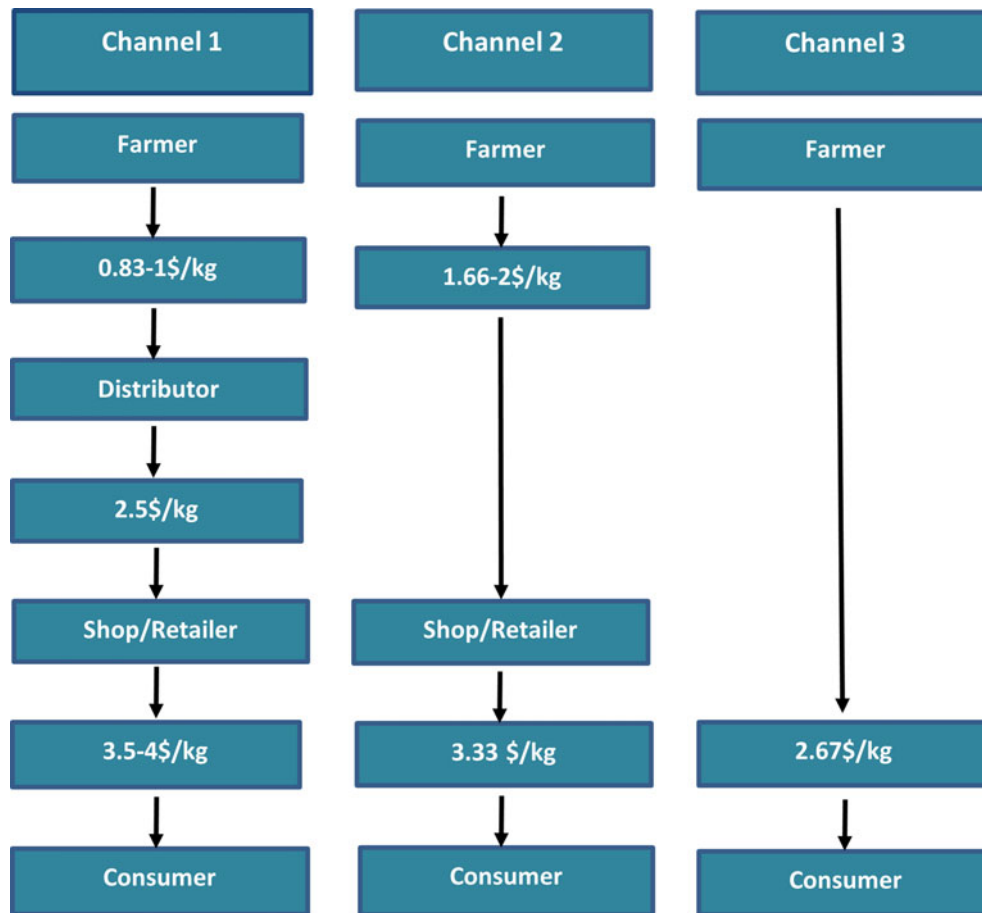 Channel 1
Channel 2
Channel 3
Farmer
Farmer
Farmer
0.83-1$/kg
1.66-2$/kg
Distributor
2.5$/kg
Shop/Retailer
Shop/Retailer
3.5-4$/kg
3.33 $/kg
2.67$/kg
Consumer
Consumer
Consumer